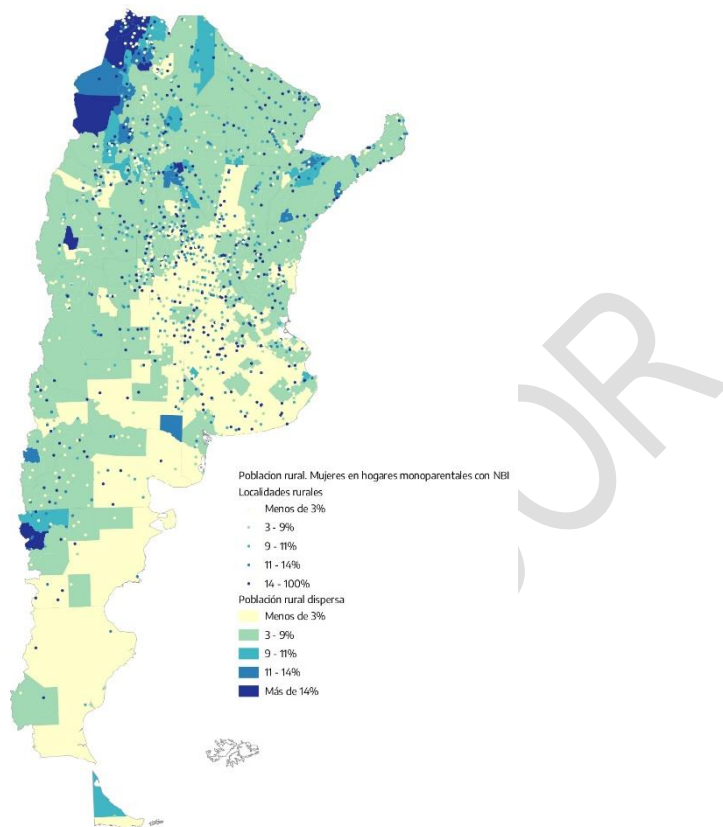 Poblacion rural. Mujeres en hogares monoparentales con NBI
Localidades rurales
Menos de 3%
3 - 9%
9 - 11%
11 - 14%
14 - 100%
Población rural dispersa
Menos de 3%
3 - 9%
9 - 11%
11 - 14%
Más de 14%
OR